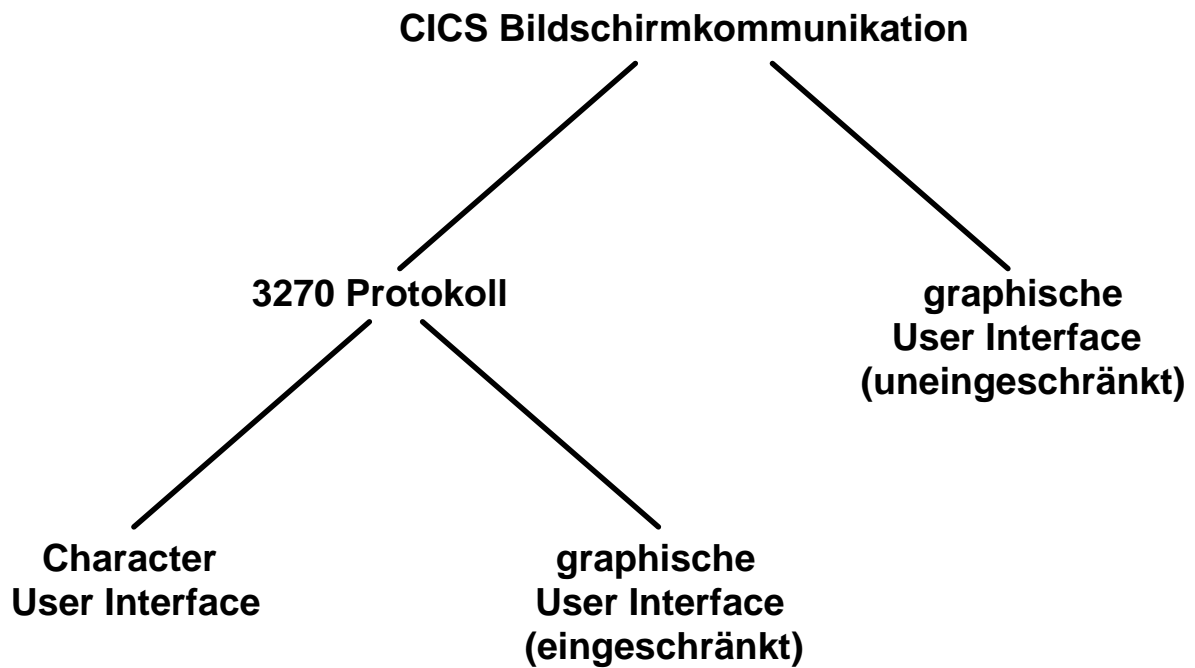 CICS Bildschirmkommunikation
3270 Protokoll
graphische
User Interface
(uneingeschränkt)
Character
User Interface
graphische
User Interface
(eingeschränkt)